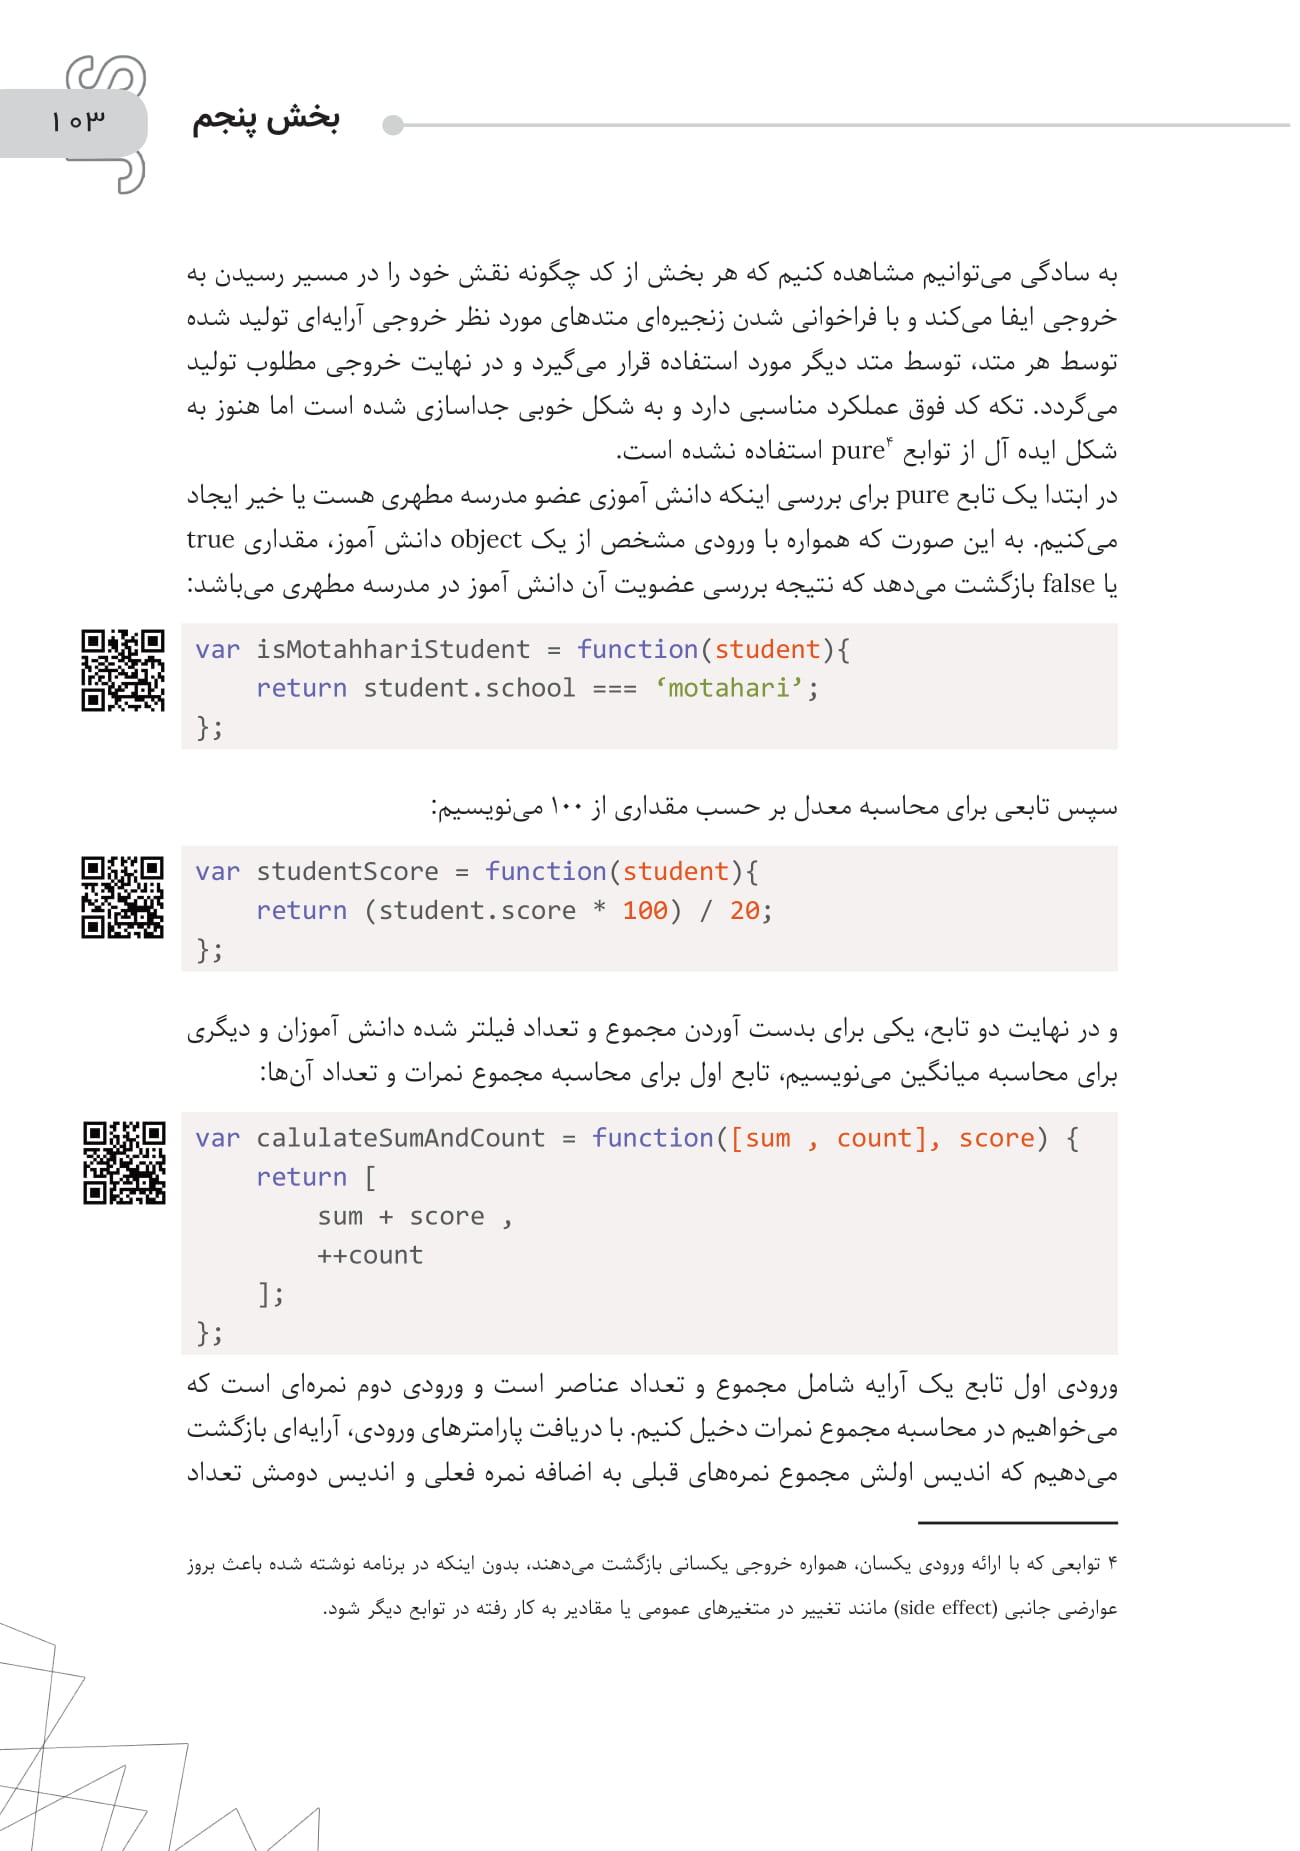 JS
۱۰۳
بخش پنجم
به سادگی می‌توانیم مشاهده کنیم که هر بخش از کد چگونه نقش خود را در مسیر رسیدن به
خروجی ایفا می‌کند و با فراخوانی شدن زنجیره‌ای متدهای مورد نظر خروجی آرایه‌ای تولید شده
توسط هر متد، توسط متد دیگر مورد استفاده قرار می‌گیرد و در نهایت خروجی مطلوب تولید
می‌گردد. تکه کد فوق عملکرد مناسبی دارد و به شکل خوبی جداسازی شده است اما هنوز به
شکل ایده آل از توابع pure۴ استفاده نشده است.
در ابتدا یک تابع pure برای بررسی اینکه دانش آموزی عضو مدرسه مطهری هست یا خیر ایجاد
می‌کنیم. به این صورت که همواره با ورودی مشخص از یک object دانش آموز، مقداری true
یا false بازگشت می‌دهد که نتیجه بررسی عضویت آن دانش آموز در مدرسه مطهری می‌باشد:
var isMotahhariStudent = function(student){
    return student.school === ‘motahari’;
};
سپس تابعی برای محاسبه معدل بر حسب مقداری از ۱۰۰ می‌نویسیم:
var studentScore = function(student){
    return (student.score * 100) / 20;
};
و در نهایت دو تابع، یکی برای بدست آوردن مجموع و تعداد فیلتر شده دانش آموزان و دیگری
برای محاسبه میانگین می‌نویسیم، تابع اول برای محاسبه مجموع نمرات و تعداد آن‌ها:
var calulateSumAndCount = function([sum , count], score) {
    return [
        sum + score ,
        ++count
    ];
};
ورودی اول تابع یک آرایه شامل مجموع و تعداد عناصر است و ورودی دوم نمره‌ای است که
می‌خواهیم در محاسبه مجموع نمرات دخیل کنیم. با دریافت پارامترهای ورودی، آرایه‌ای بازگشت
می‌دهیم که اندیس اولش مجموع نمره‌های قبلی به اضافه نمره فعلی و اندیس دومش تعداد
۴ توابعی که با ارائه ورودی یکسان، همواره خروجی یکسانی بازگشت می‌دهند، بدون اینکه در برنامه نوشته شده باعث بروز
عوارضی جانبی (side effect) مانند تغییر در متغیرهای عمومی یا مقادیر به کار رفته در توابع دیگر شود.